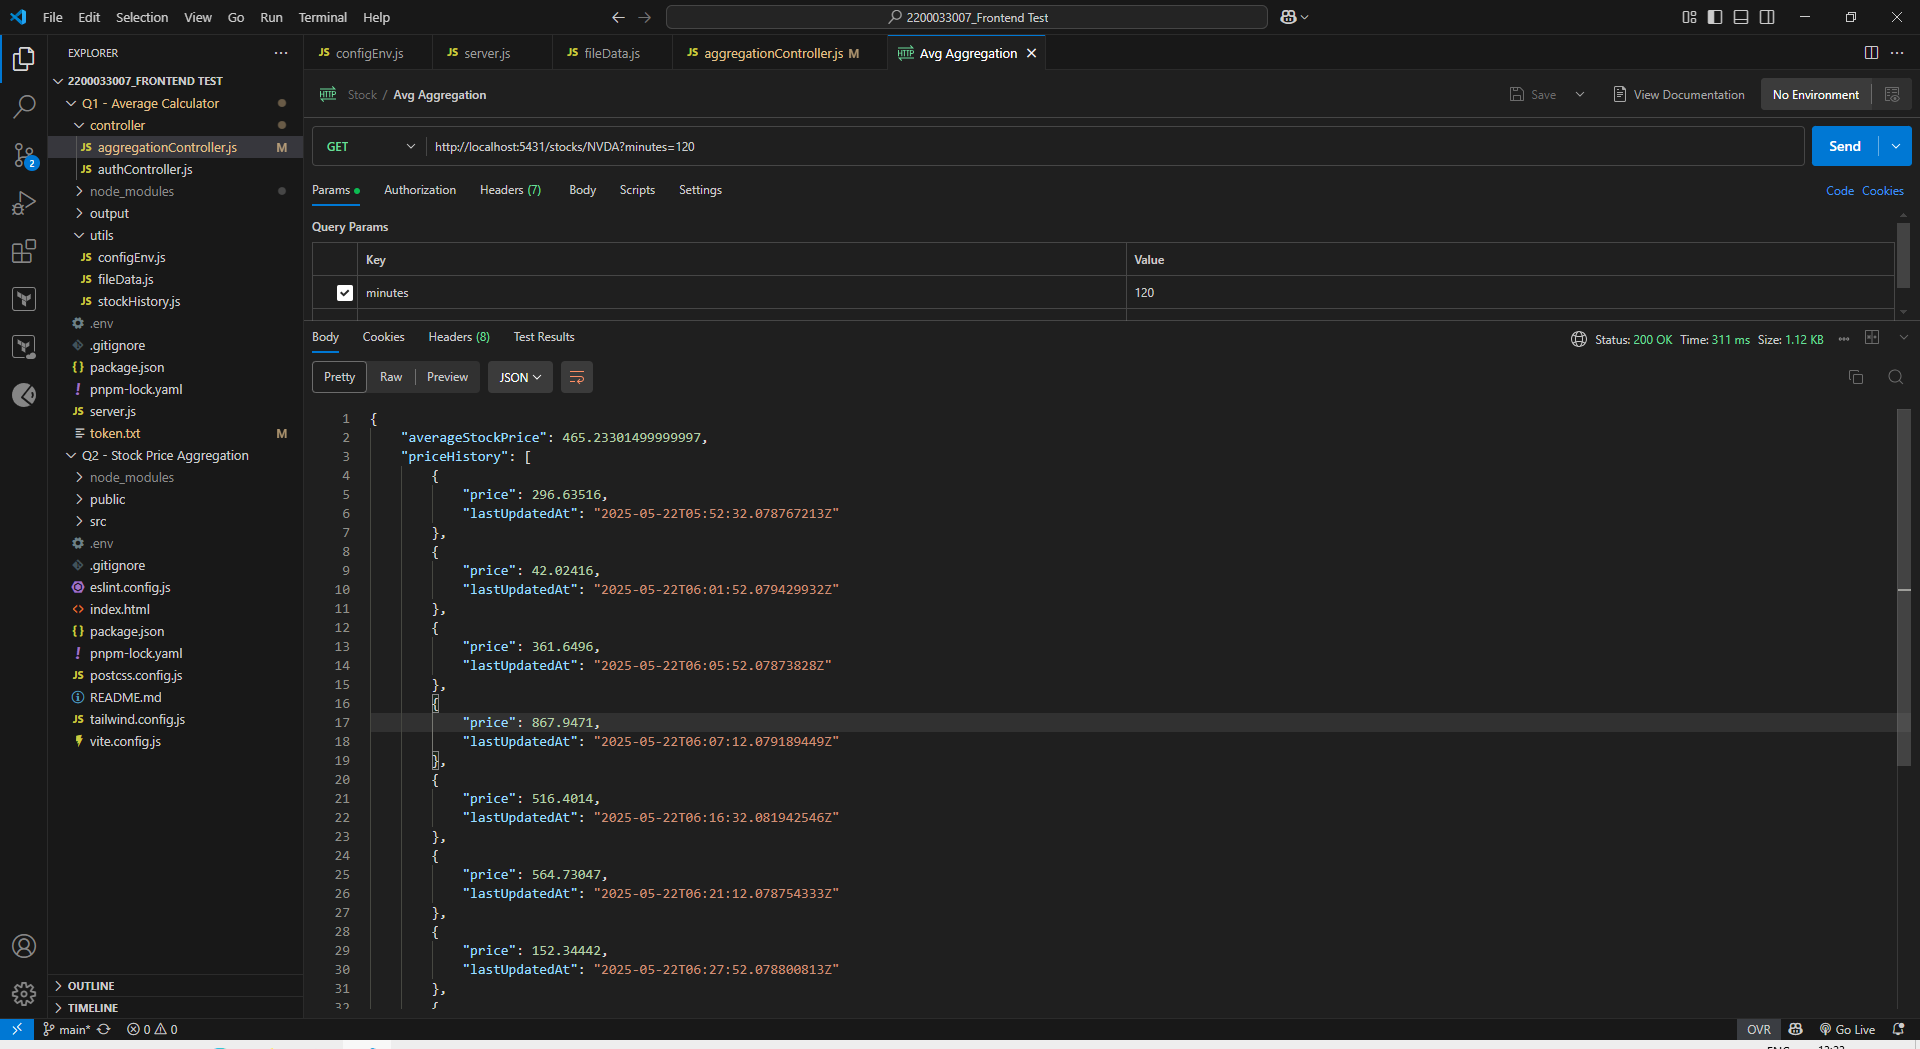 File Edit Selection View Go Run Terminal Help
2200033007_Frontend Test
EXPLORER
2200033007_FRONTEND TEST
Q1 - Average Calculator
controller
JS aggregationController.js M
JS authController.js
node_modules
output
utils
JS configEnv.js
JS fileData.js
JS stockHistory.js
.env
.gitignore
{} package.json
! pnpm-lock.yaml
JS server.js
token.txt M
Q2 - Stock Price Aggregation
node_modules
public
src
.env
.gitignore
eslint.config.js
<> index.html
{} package.json
! pnpm-lock.yaml
JS postcss.config.js
README.md
JS tailwind.config.js
vite.config.js
OUTLINE
TIMELINE
2
JS configEnv.js JS server.js JS fileData.js JS aggregationController.js M HTTP Avg Aggregation
HTTP Stock / Avg Aggregation Save View Documentation No Environment
GET http://localhost:5431/stocks/NVDA?minutes=120 Send
Params Authorization Headers (7) Body Scripts Settings Code Cookies
Query Params
Key Value
minutes 120
Body Cookies Headers (8) Test Results Status: 200 OK Time: 311 ms Size: 1.12 KB
Pretty Raw Preview JSON
1 {
2 "averageStockPrice": 465.23301499999997,
3 "priceHistory": [
4 {
5 "price": 296.63516,
6 "lastUpdatedAt": "2025-05-22T05:52:32.078767213Z"
7 },
8 {
9 "price": 42.02416,
10 "lastUpdatedAt": "2025-05-22T06:01:52.079429932Z"
11 },
12 {
13 "price": 361.6496,
14 "lastUpdatedAt": "2025-05-22T06:05:52.07873828Z"
15 },
16 {
17 "price": 867.9471,
18 "lastUpdatedAt": "2025-05-22T06:07:12.079189449Z"
19 },
20 {
21 "price": 516.4014,
22 "lastUpdatedAt": "2025-05-22T06:16:32.081942546Z"
23 },
24 {
25 "price": 564.73047,
26 "lastUpdatedAt": "2025-05-22T06:21:12.078754333Z"
27 },
28 {
29 "price": 152.34442,
30 "lastUpdatedAt": "2025-05-22T06:27:52.078800813Z"
31 },
32 {
main* 0 0 OVR Go Live